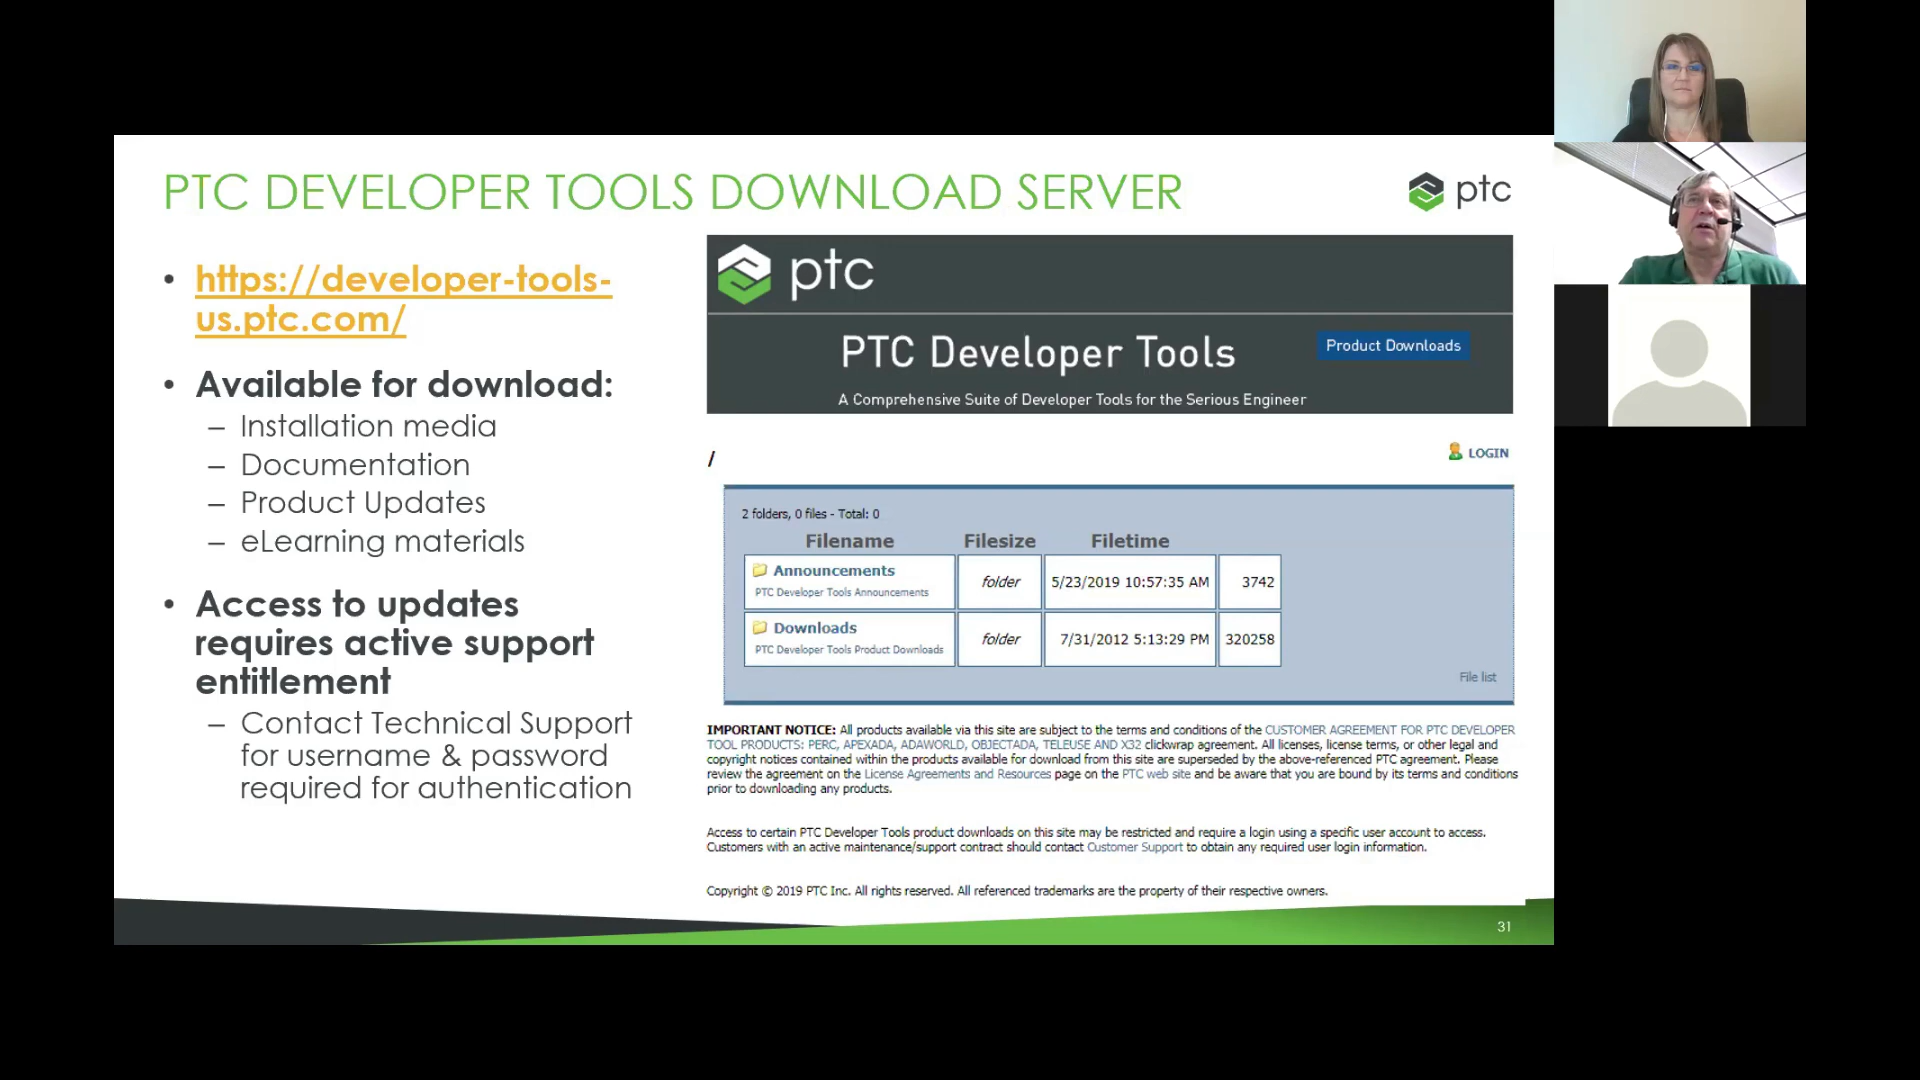 PTC DEVELOPER TOOLS DOWNLOAD SERVER
ptc
• https://developer-tools-
us.ptc.com/
• Available for download:
– Installation media
– Documentation
– Product Updates
– eLearning materials
• Access to updates
requires active support
entitlement
– Contact Technical Support
for username & password
required for authentication
ptc
PTC Developer Tools
Product Downloads
A Comprehensive Suite of Developer Tools for the Serious Engineer
/
LOGIN
2 folders, 0 files - Total: 0
Filename Filesize Filetime
Announcements
PTC Developer Tools Announcements
folder 5/23/2019 10:57:35 AM 3742
Downloads
PTC Developer Tools Product Downloads
folder 7/31/2012 5:13:29 PM 320258
File list
IMPORTANT NOTICE: All products available via this site are subject to the terms and conditions of the CUSTOMER AGREEMENT FOR PTC DEVELOPER
TOOL PRODUCTS: PERC, APEXADA, ADAWORLD, OBJECTADA, TELEUSE AND X32 clickwrap agreement. All licenses, license terms, or other legal and
copyright notices contained within the products available for download from this site are superseded by the above-referenced PTC agreement. Please
review the agreement on the License Agreements and Resources page on the PTC web site and be aware that you are bound by its terms and conditions
prior to downloading any products.
Access to certain PTC Developer Tools product downloads on this site may be restricted and require a login using a specific user account to access.
Customers with an active maintenance/support contract should contact Customer Support to obtain any required user login information.
Copyright © 2019 PTC Inc. All rights reserved. All referenced trademarks are the property of their respective owners.
31